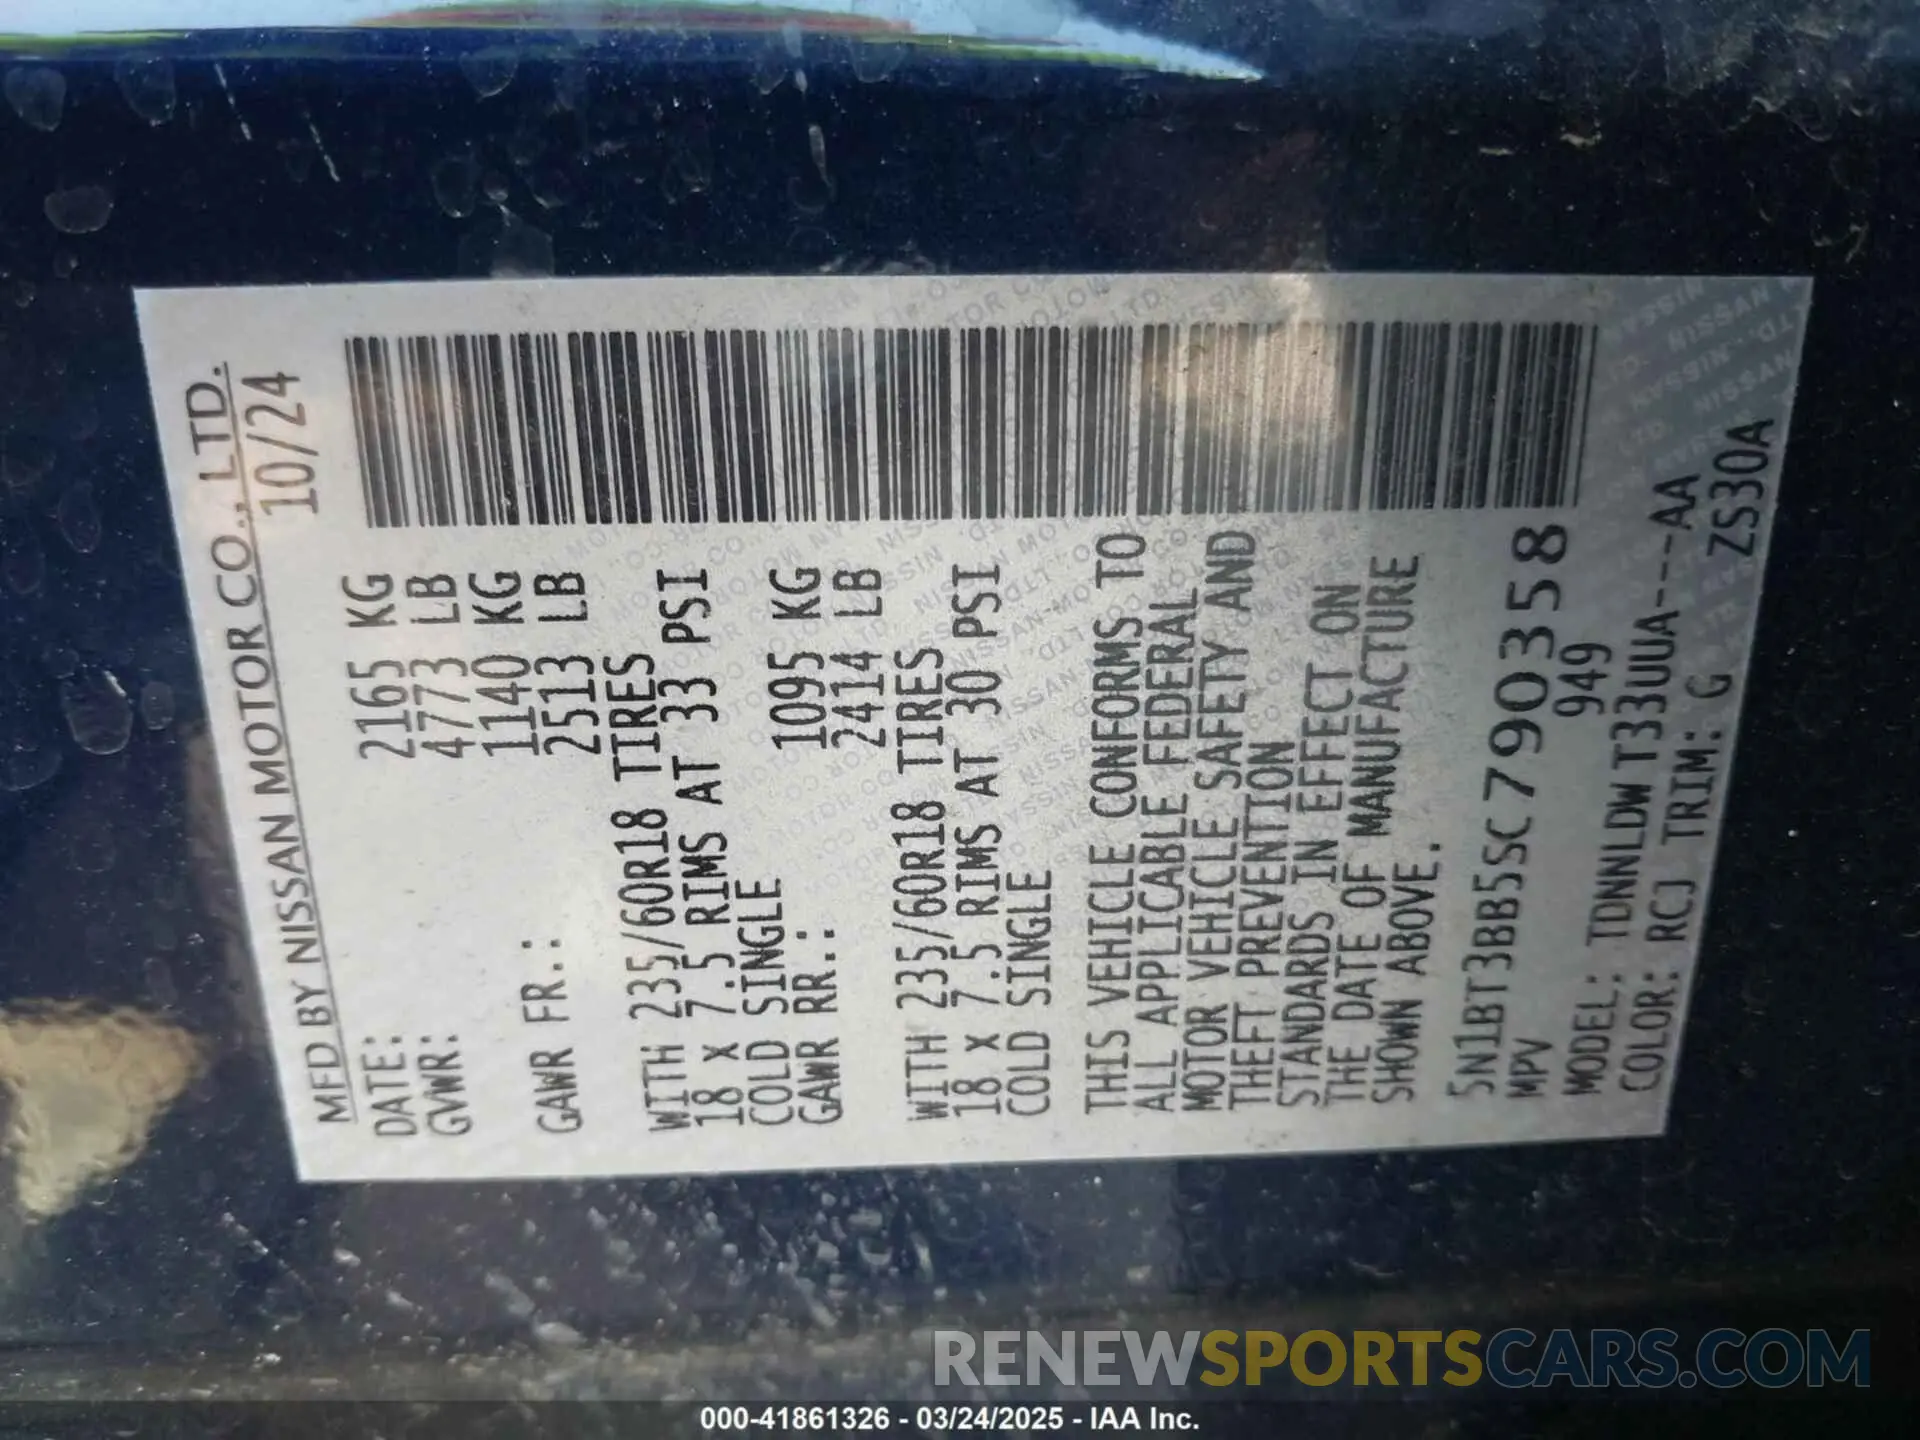 MFD BY NISSAN MOTOR CO., LTD.
DATE: 10/24
GVWR: 2165 KG
4773 LB
GAWR FR.: 1140 KG
2513 LB
WITH 235/60R18 TIRES
18 X 7.5 RIMS AT 33 PSI
COLD SINGLE
GAWR RR.: 1095 KG
2414 LB
WITH 235/60R18 TIRES
18 X 7.5 RIMS AT 30 PSI
COLD SINGLE
THIS VEHICLE CONFORMS TO
ALL APPLICABLE FEDERAL
MOTOR VEHICLE SAFETY AND
THEFT PREVENTION
STANDARDS IN EFFECT ON
THE DATE OF MANUFACTURE
SHOWN ABOVE.
5N1BT3BB5SC790358
MPV 949
MODEL: TDNNLDW T33UUA----AA
COLOR: RCJ TRIM: G ZS30A
RENEWSPORTSCARS.COM
000-41861326 - 03/24/2025 - IAA Inc.